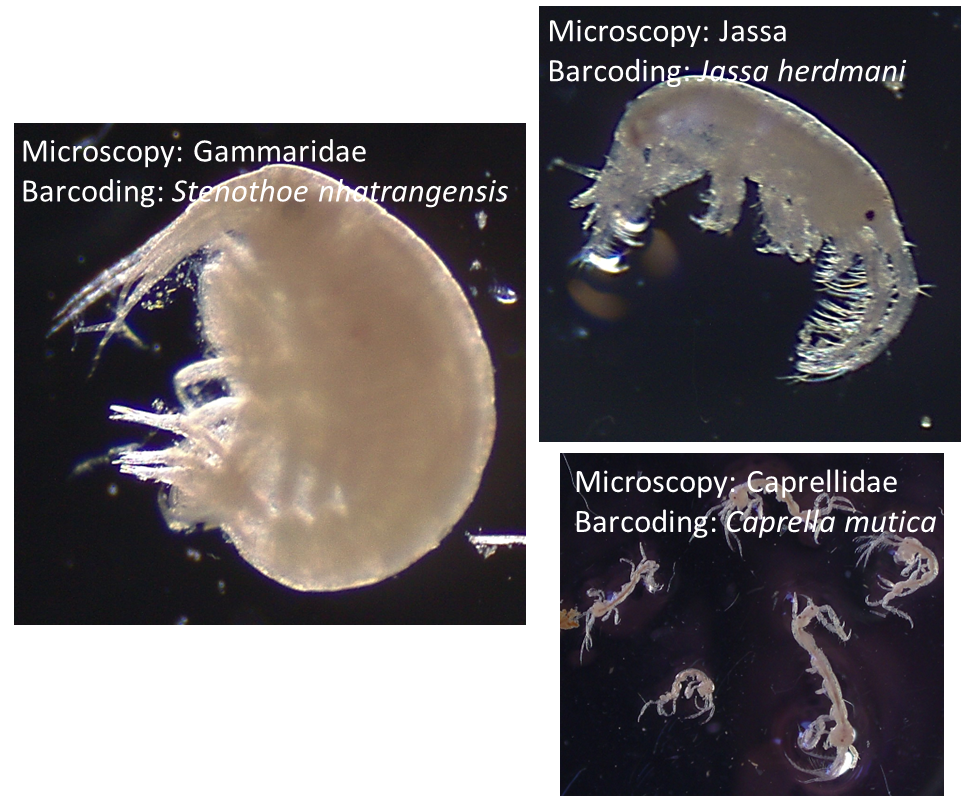 Microscopy: Gammaridae
Barcoding: Stenothoe nhatrangensis
Microscopy: Jassa
Barcoding: Jassa herdmani
Microscopy: Caprellidae
Barcoding: Caprella mutica